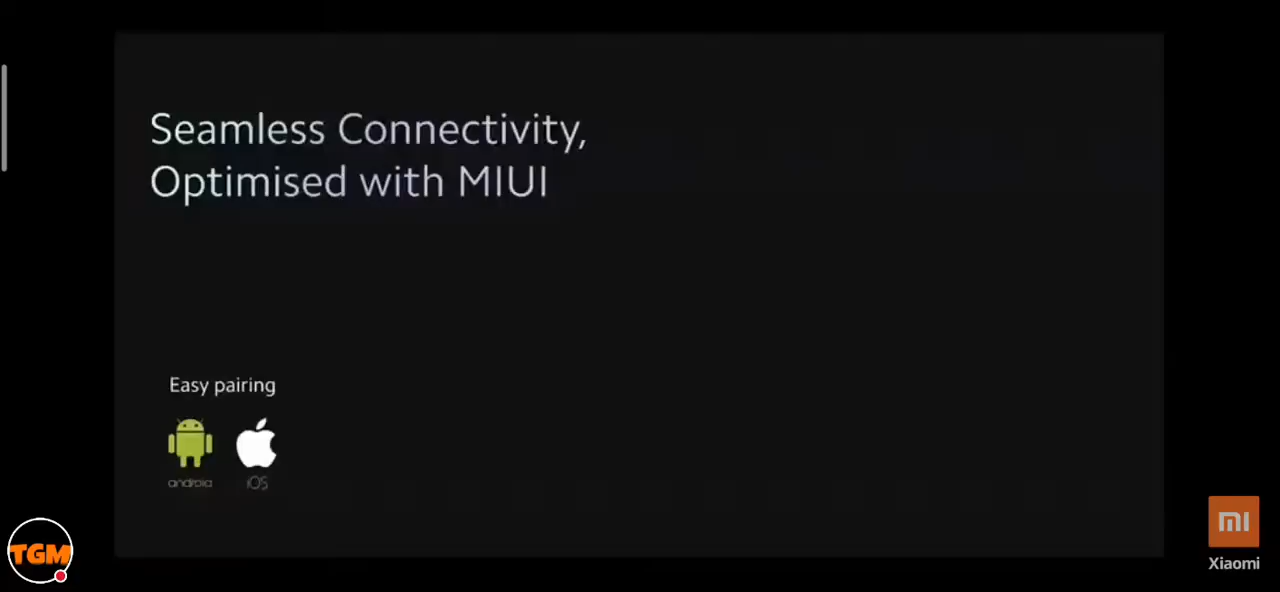 Seamless Connectivity,
Optimised with MIUI
Easy pairing
android
iOS
TGM
MI
Xiaomi